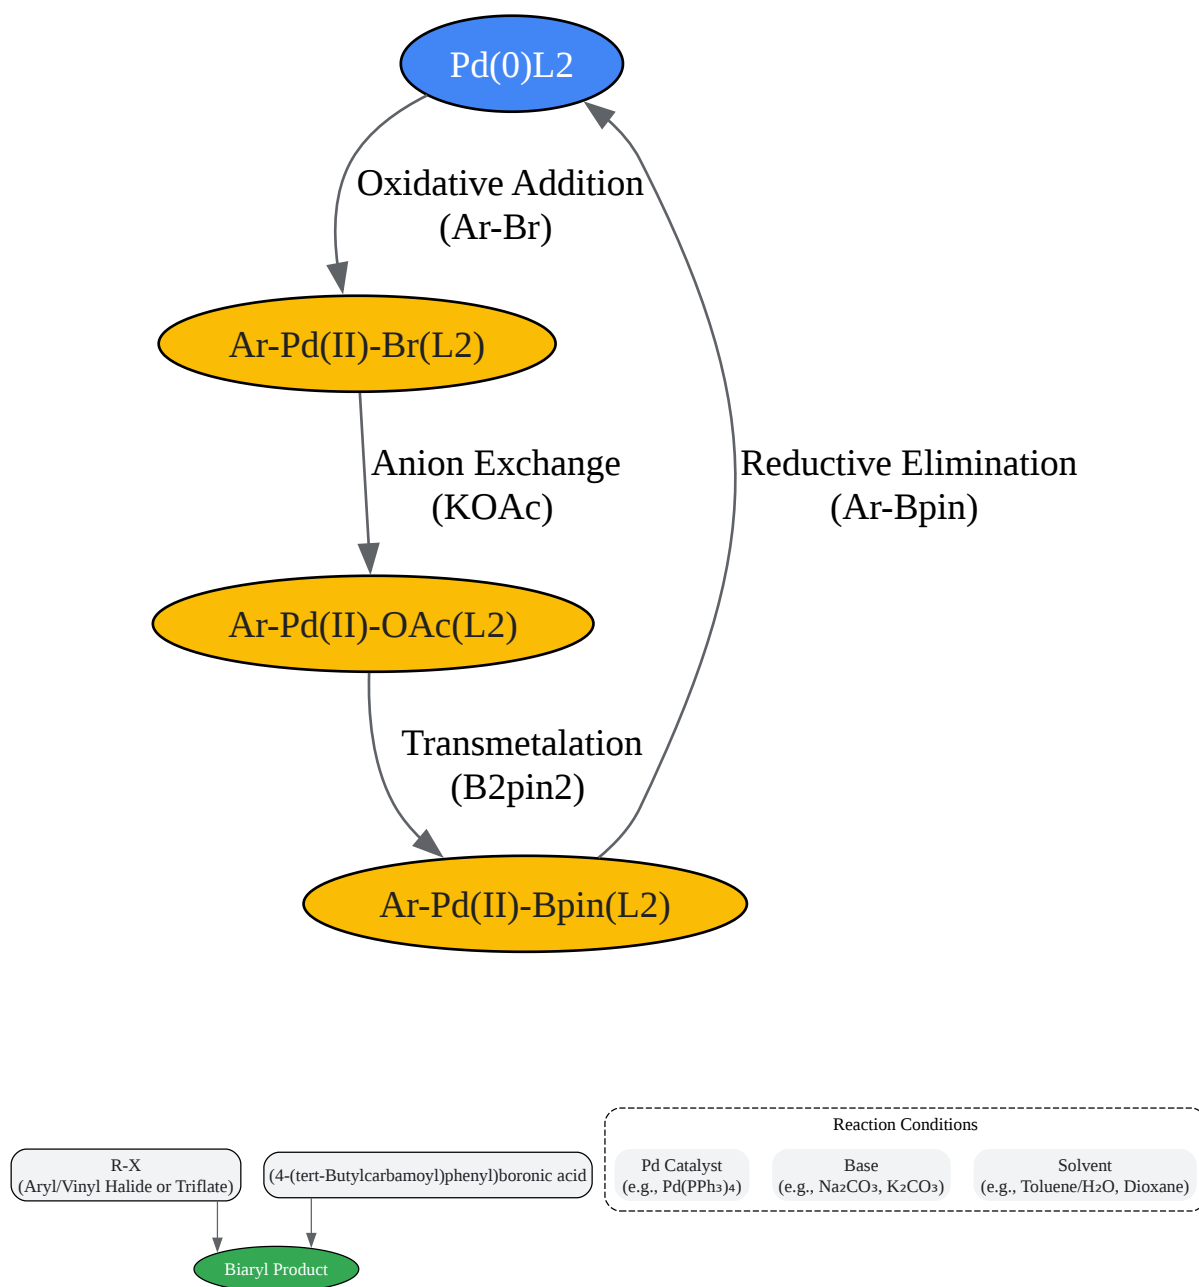 Pd(0)L2
Oxidative Addition
(Ar-Br)
Ar-Pd(II)-Br(L2)
Anion Exchange
(KOAc)
Reductive Elimination
(Ar-Bpin)
Ar-Pd(II)-OAc(L2)
Transmetalation
(B2pin2)
Ar-Pd(II)-Bpin(L2)
Reaction Conditions
R-X
(Aryl/Vinyl Halide or Triflate)
(4-(tert-Butylcarbamoyl)phenyl)boronic acid
Pd Catalyst
(e.g., Pd(PPh₃)₄)
Base
(e.g., Na₂CO₃, K₂CO₃)
Solvent
(e.g., Toluene/H₂O, Dioxane)
Biaryl Product